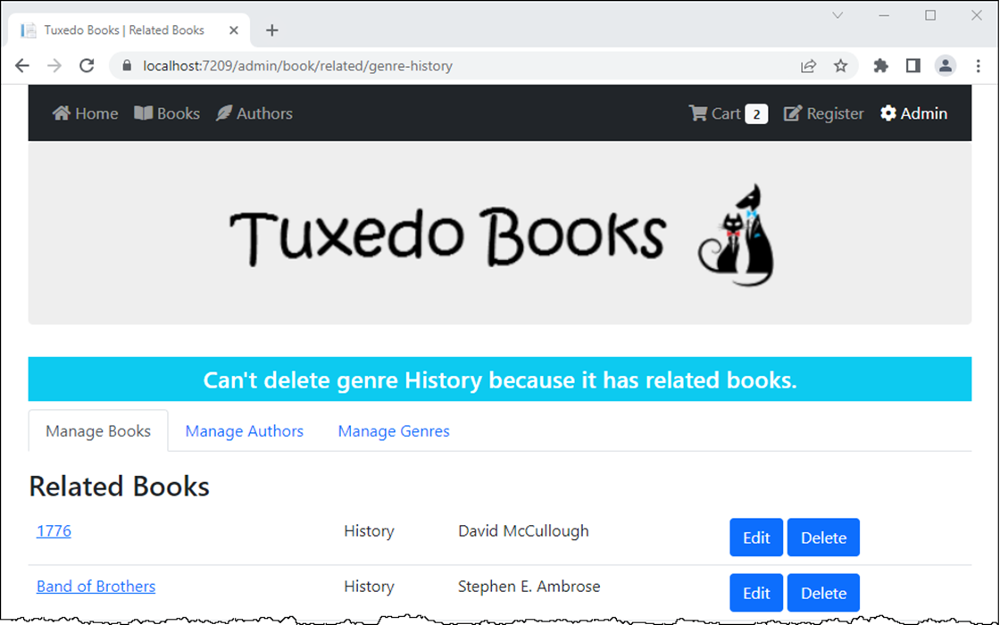 Tuxedo Books | Related Books
localhost:7209/admin/book/related/genre-history
Home Books Authors Cart 2 Register Admin
Tuxedo Books
Can't delete genre History because it has related books.
Manage Books Manage Authors Manage Genres
Related Books
1776 History David McCullough Edit Delete
Band of Brothers History Stephen E. Ambrose Edit Delete